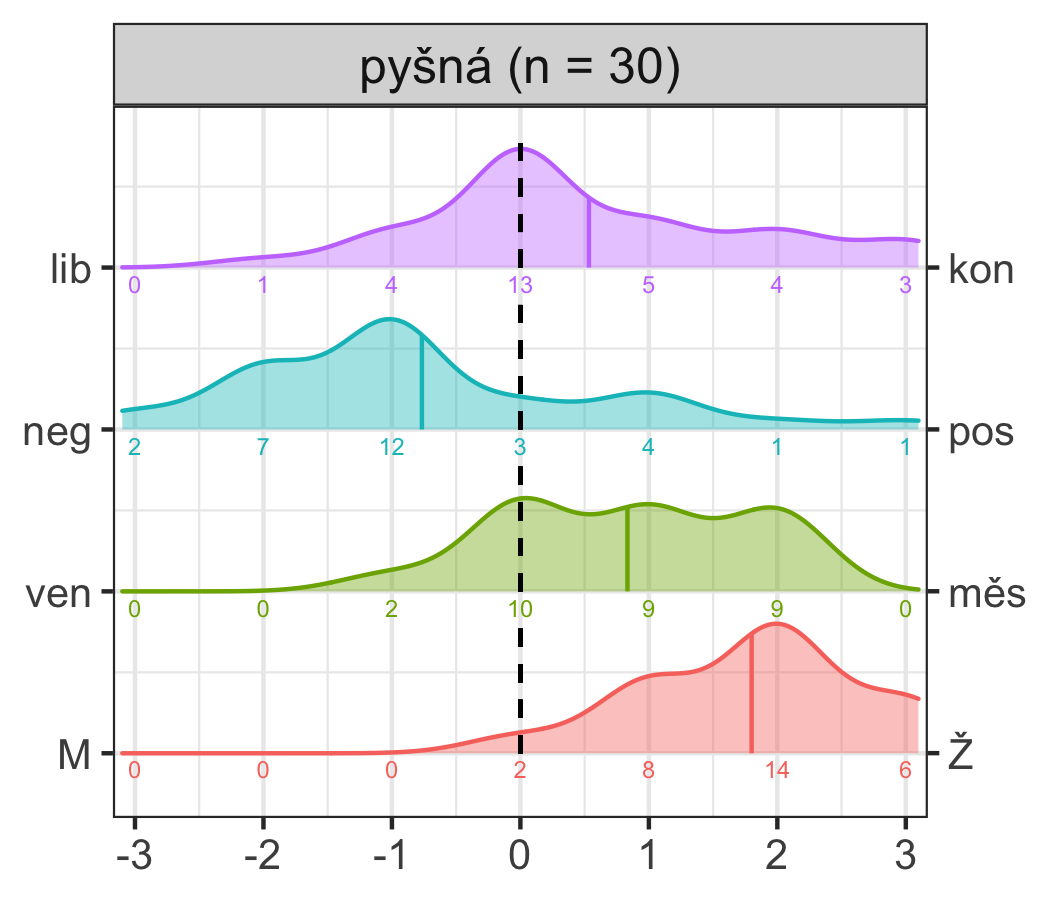 pyšná (n = 30)
lib kon
0 1 4 13 5 4 3
neg pos
2 7 12 3 4 1 1
ven měs
0 0 2 10 9 9 0
M Ž
0 0 0 2 8 14 6
-3 -2 -1 0 1 2 3